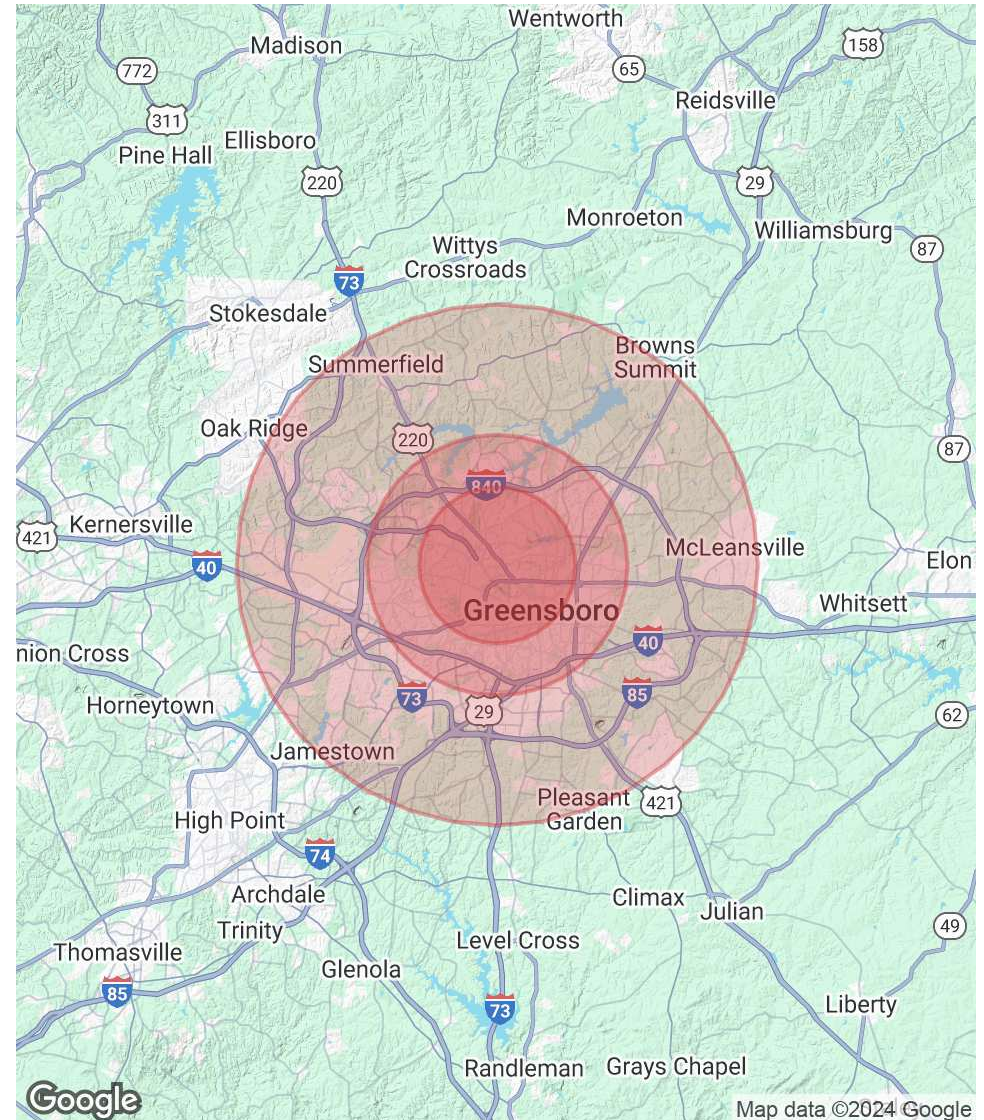 Wentworth
Madison
158
772
65
Reidsville
311
Ellisboro
Pine Hall
220
29
Monroeton
Williamsburg
Wittys
Crossroads
87
73
Stokesdale
Browns
Summit
Summerfield
Oak Ridge
220
87
840
Kernersville
421
McLeansville
40
Elon
Whitsett
Greensboro
40
nion Cross
73
85
Horneytown
29
62
Jamestown
Pleasant
Garden
421
High Point
74
Archdale
Climax
Julian
Trinity
49
Level Cross
Thomasville
Glenola
85
73
Liberty
Randleman
Grays Chapel
Google
Map data ©2024 Google